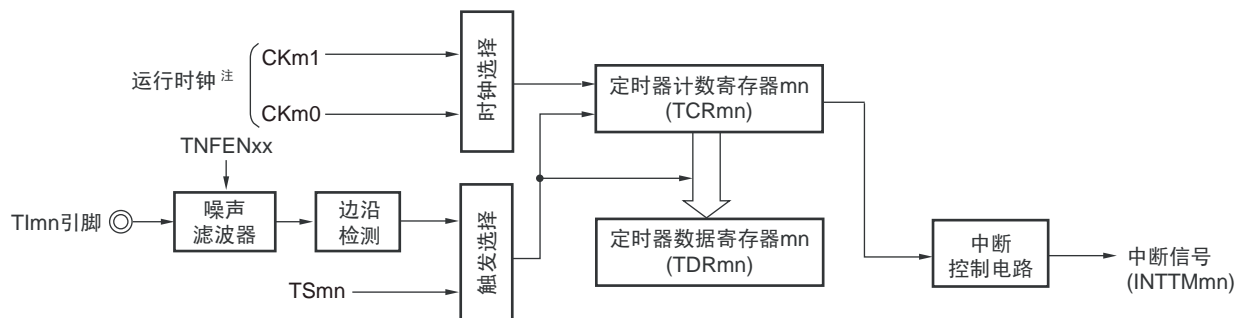 运行时钟 注
CKm1
CKm0
时钟选择
定时器计数寄存器mn
(TCRmn)
TNFENxx
TImn引脚
噪声
滤波器
边沿
检测
TSmn
触发选择
定时器数据寄存器mn
(TDRmn)
中断
控制电路
中断信号
(INTTMmn)